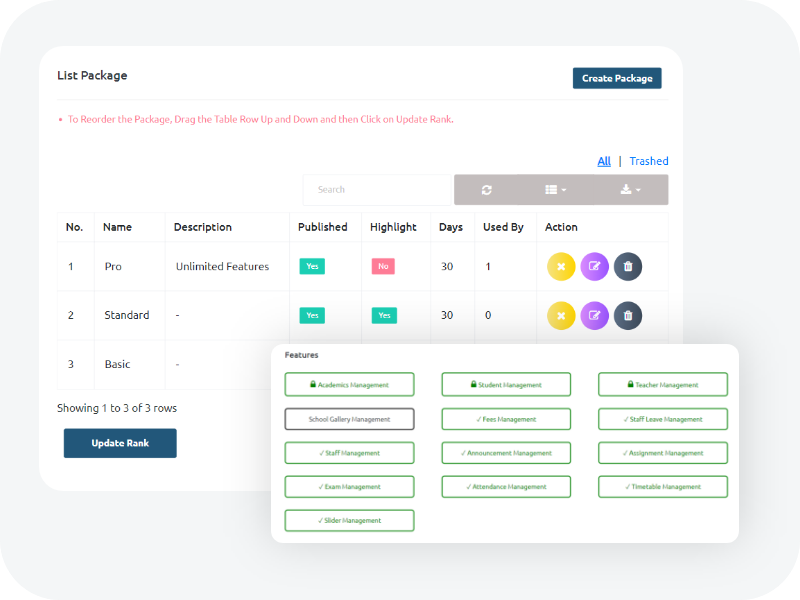 List Package
Create Package
To Reorder the Package, Drag the Table Row Up and Down and then Click on Update Rank.
All | Trashed
Search
No. Name Description Published Highlight Days Used By Action
1 Pro Unlimited Features Yes No 30 1
2 Standard - Yes Yes 30 0
3 Basic -
Showing 1 to 3 of 3 rows
Update Rank
Features
Academics Management Student Management Teacher Management
School Gallery Management ✓ Fees Management ✓ Staff Leave Management
✓ Staff Management ✓ Announcement Management ✓ Assignment Management
✓ Exam Management ✓ Attendance Management ✓ Timetable Management
✓ Slider Management